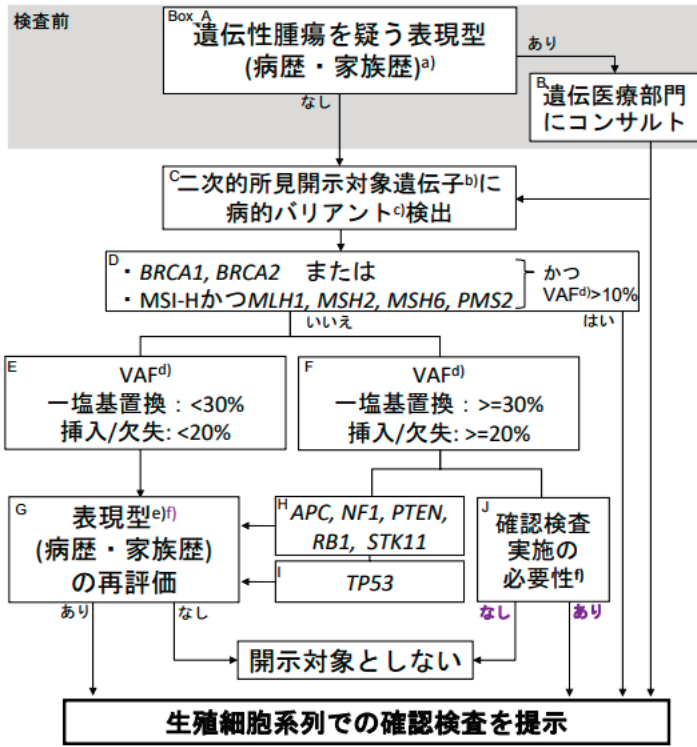 検査前
Box_A
遺伝性腫瘍を疑う表現型
(病歴・家族歴)a)
あり
なし
B
遺伝医療部門
にコンサルト
C 二次的所見開示対象遺伝子b)に
病的バリアントc)検出
D
・BRCA1, BRCA2 または
・MSI-HかつMLH1, MSH2, MSH6, PMS2
かつ
VAFd)>10%
いいえ
はい
E
VAFd)
一塩基置換：<30%
挿入/欠失: <20%
F
VAFd)
一塩基置換：>=30%
挿入/欠失: >=20%
G
表現型e)f)
(病歴・家族歴)
の再評価
H
APC, NF1, PTEN,
RB1, STK11
I
TP53
J
確認検査
実施の
必要性f)
あり
なし
なし
あり
開示対象としない
生殖細胞系列での確認検査を提示